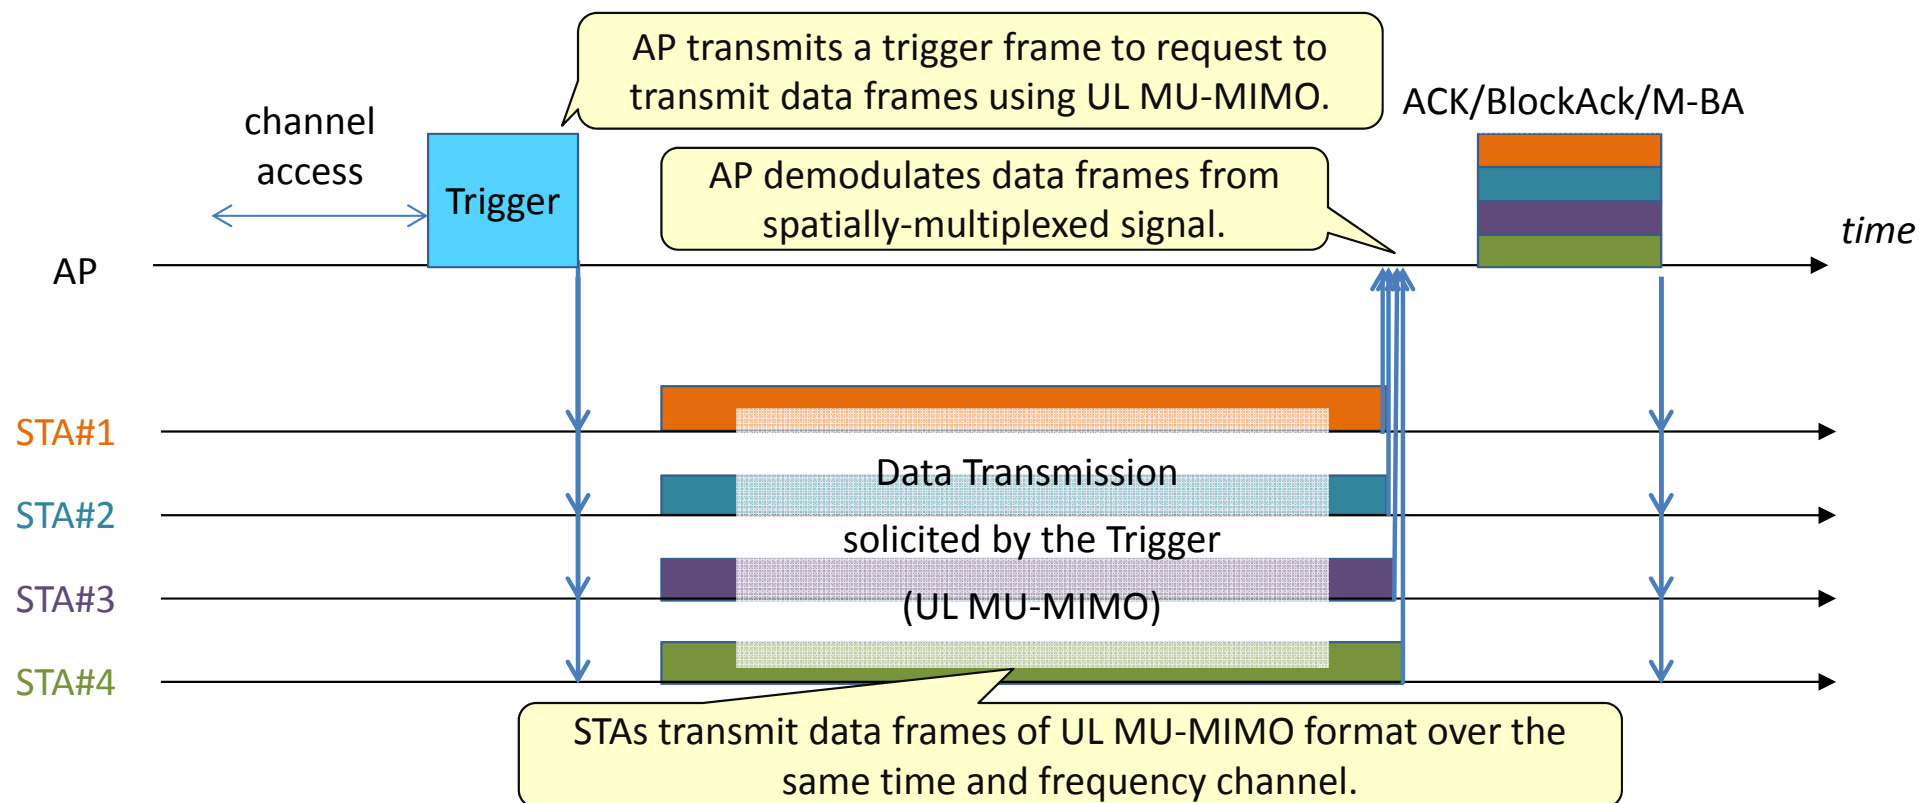 AP transmits a trigger frame to request to
transmit data frames using UL MU-MIMO.
channel
access
Trigger
ACK/BlockAck/M-BA
AP demodulates data frames from
spatially-multiplexed signal.
time
AP
STA#1
Data Transmission
STA#2
solicited by the Trigger
STA#3
(UL MU-MIMO)
STA#4
STAs transmit data frames of UL MU-MIMO format over the
same time and frequency channel.